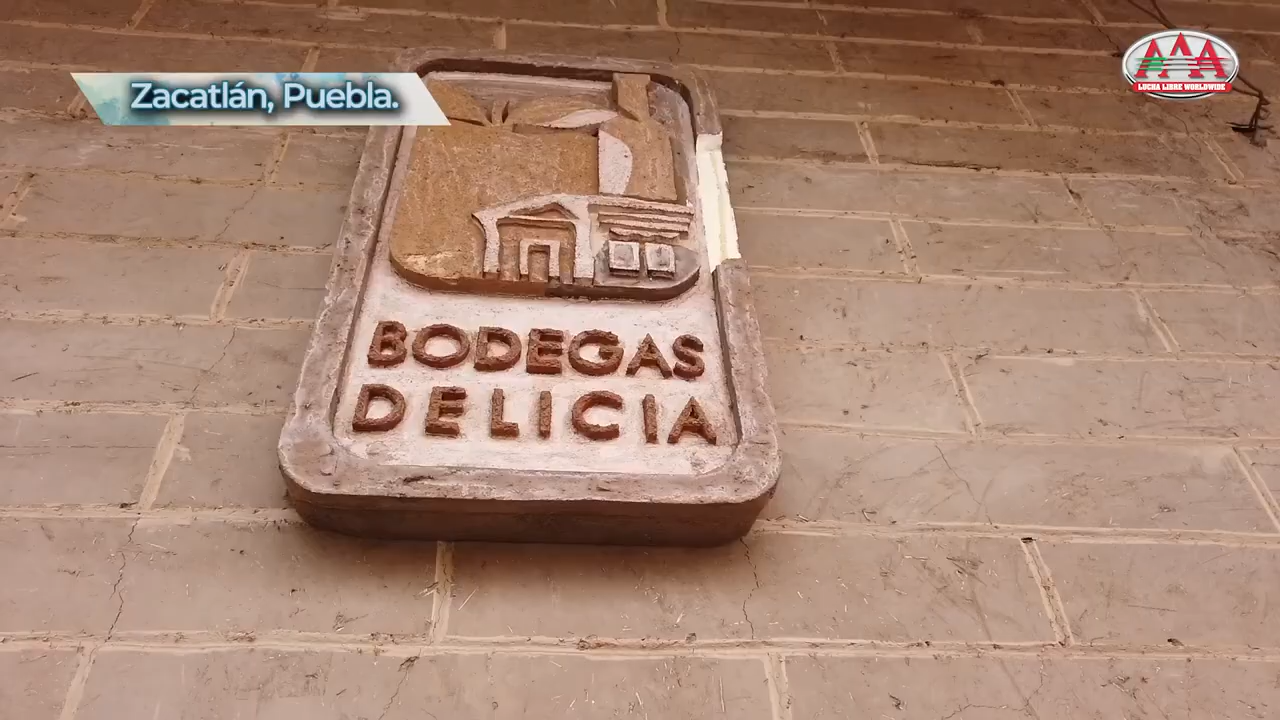 Zacatlán, Puebla.
AAA
LUCHA LIBRE WORLDWIDE
BODEGAS
DELICIA